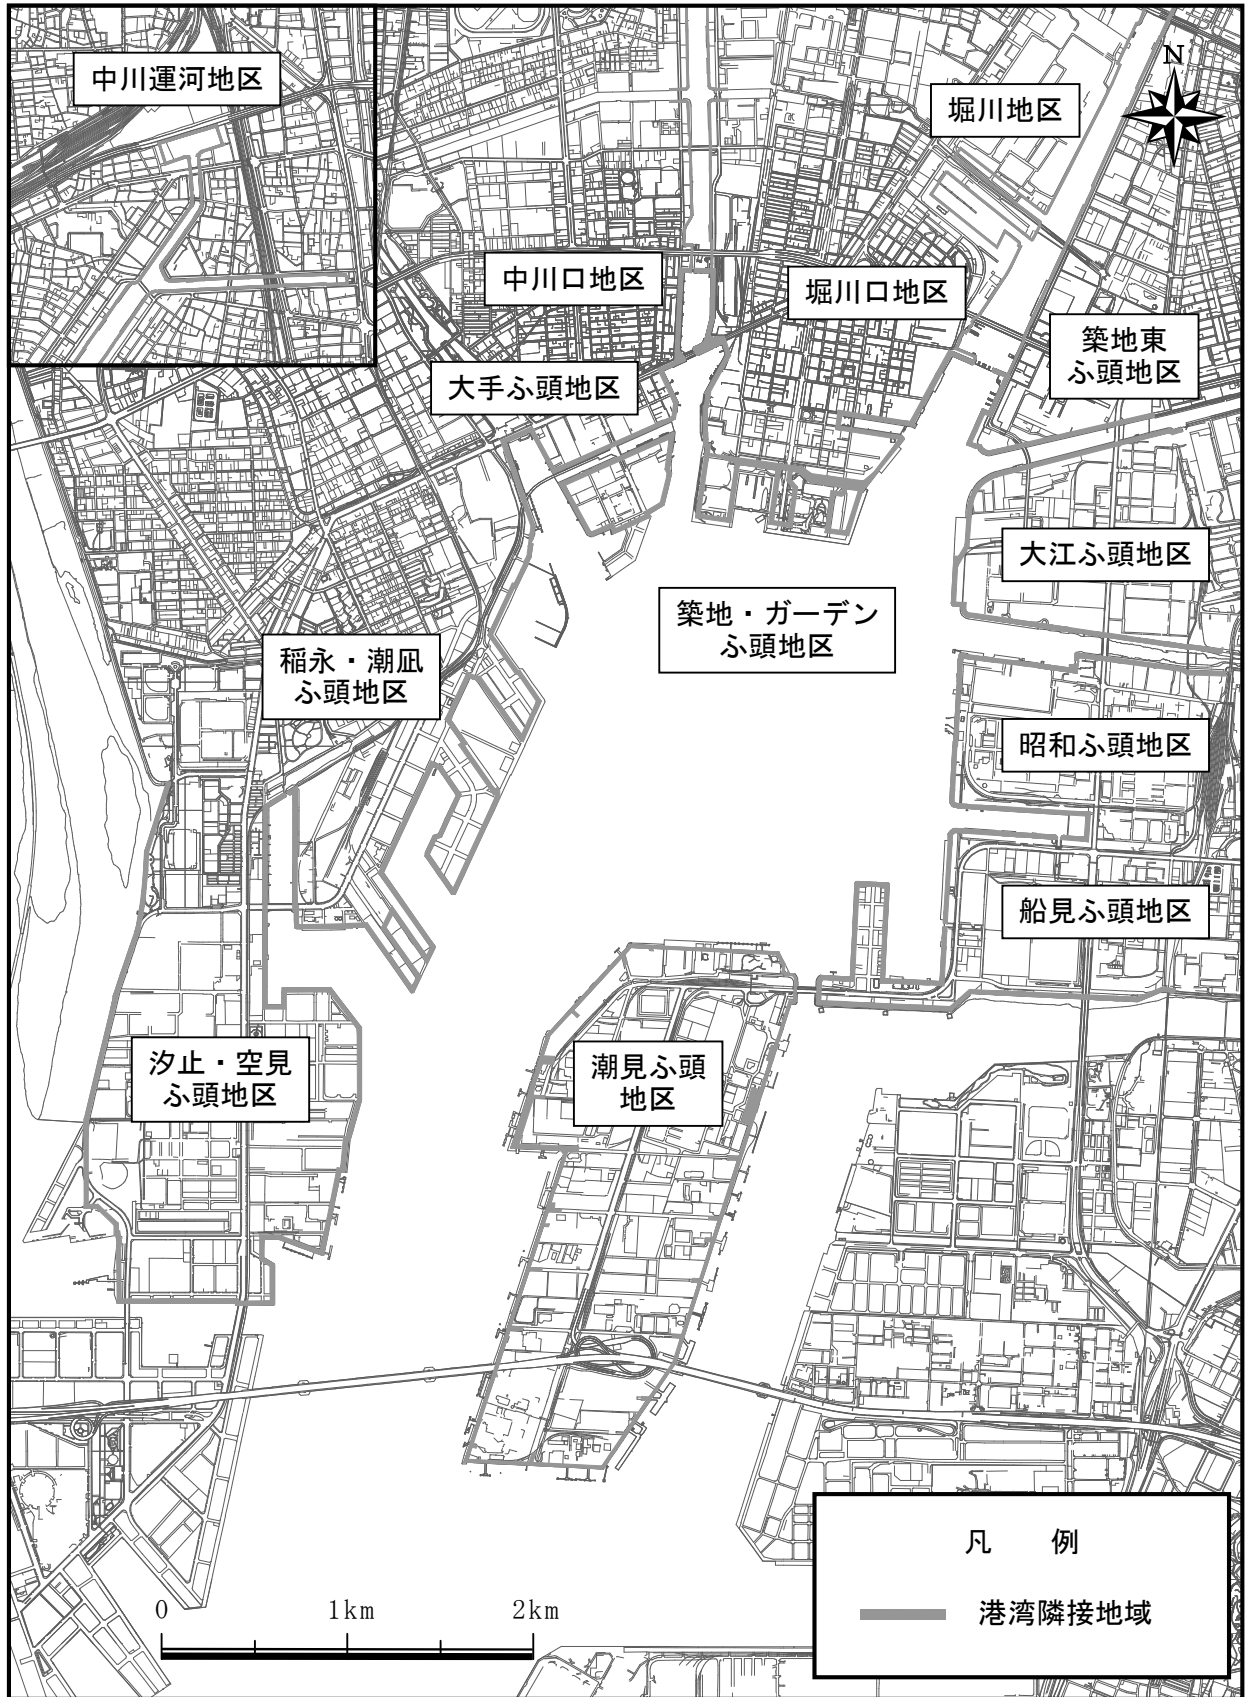 中川運河地区
N
堀川地区
中川口地区
堀川口地区
築地東
ふ頭地区
大手ふ頭地区
大江ふ頭地区
築地・ガーデン
ふ頭地区
稲永・潮凪
ふ頭地区
昭和ふ頭地区
船見ふ頭地区
汐止・空見
ふ頭地区
潮見ふ頭
地区
凡　例
港湾隣接地域
0 1km 2km